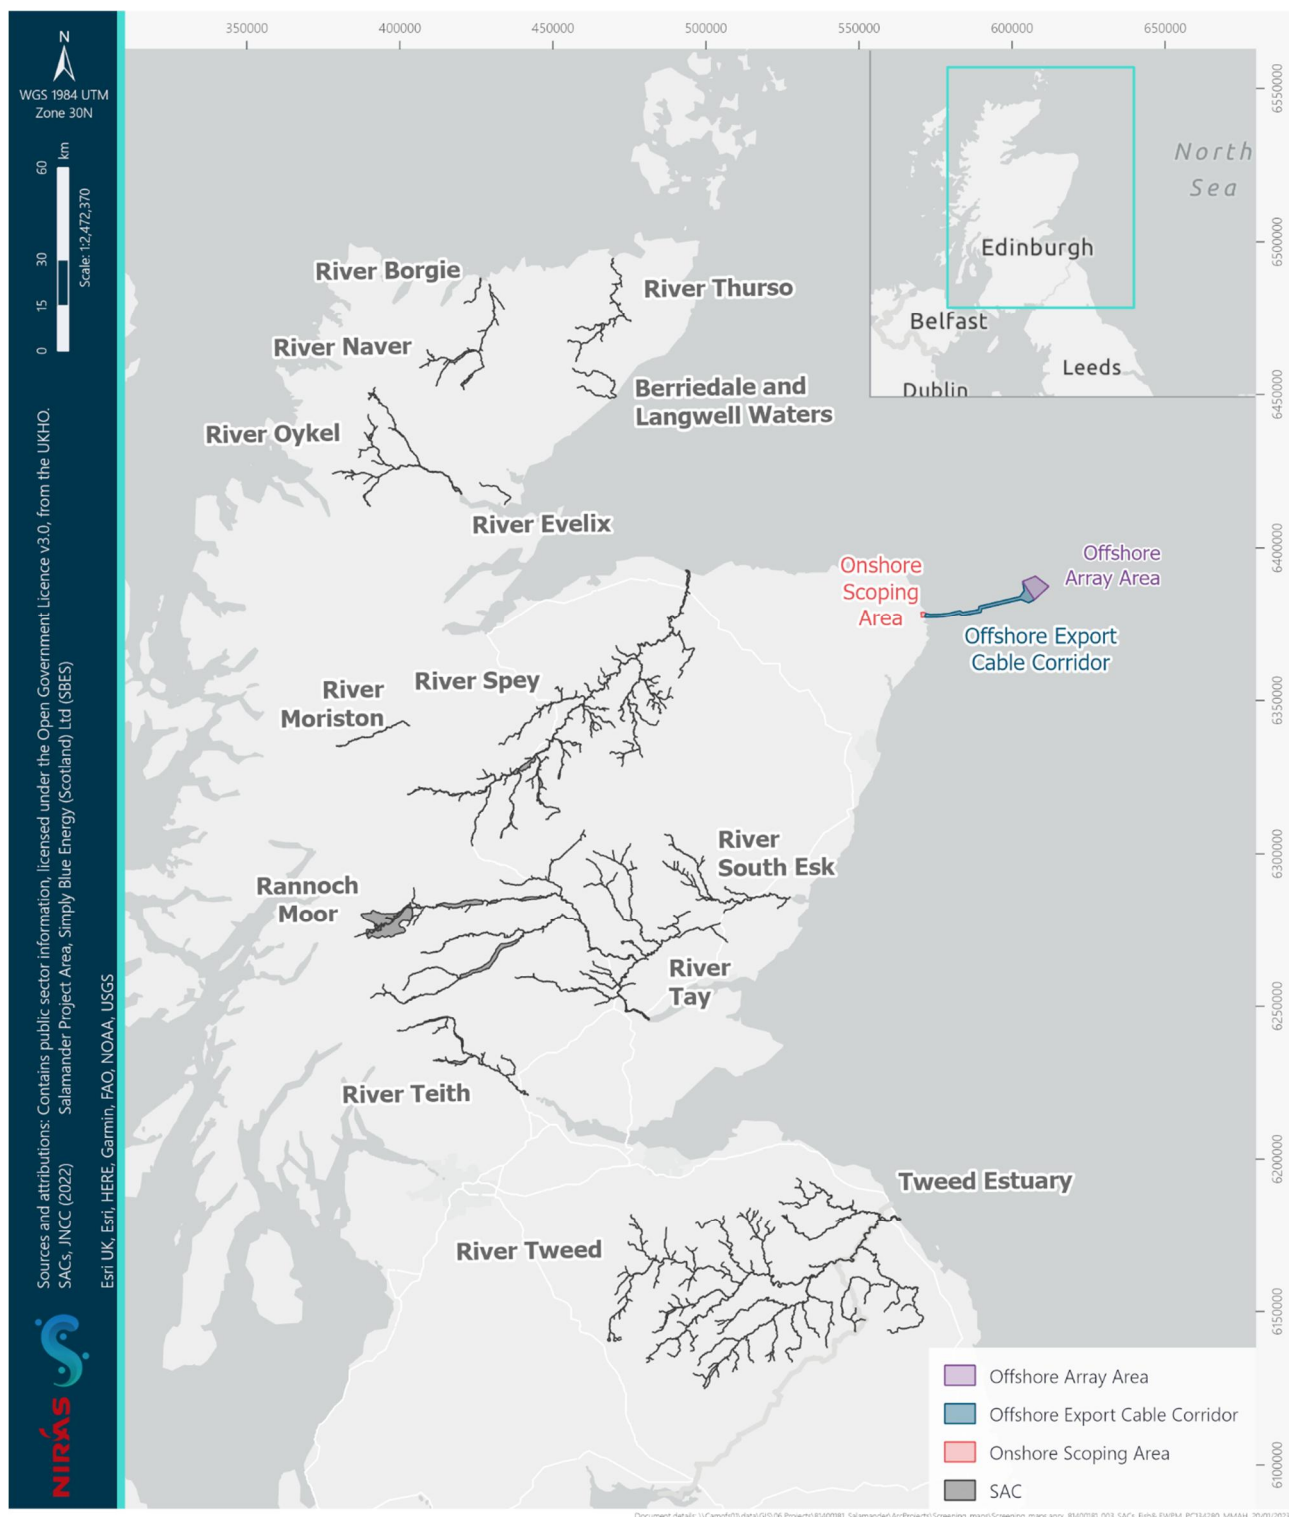 350000
400000
450000
500000
550000
600000
650000
N
WGS 1984 UTM
Zone 30N
km
60
30
15
0
Scale: 1:2,472,370
Sources and attributions: Contains public sector information, licensed under the Open Government Licence v3.0, from the UKHO.
SACs, JNCC (2022)
Salamander Project Area, Simply Blue Energy (Scotland) Ltd (SBES)
Esri UK, Esri, HERE, Garmin, FAO, NOAA, USGS
NIRAS
6550000
6500000
6450000
6400000
6350000
6300000
6250000
6200000
6150000
6100000
North
Sea
Edinburgh
Belfast
Leeds
Dublin
River Borgie
River Thurso
River Naver
Berriedale and
Langwell Waters
River Oykel
River Evelix
Offshore
Array Area
Onshore
Scoping
Area
Offshore Export
Cable Corridor
River Spey
River
Moriston
River
South Esk
Rannoch
Moor
River
Tay
River Teith
Tweed Estuary
River Tweed
Offshore Array Area
Offshore Export Cable Corridor
Onshore Scoping Area
SAC